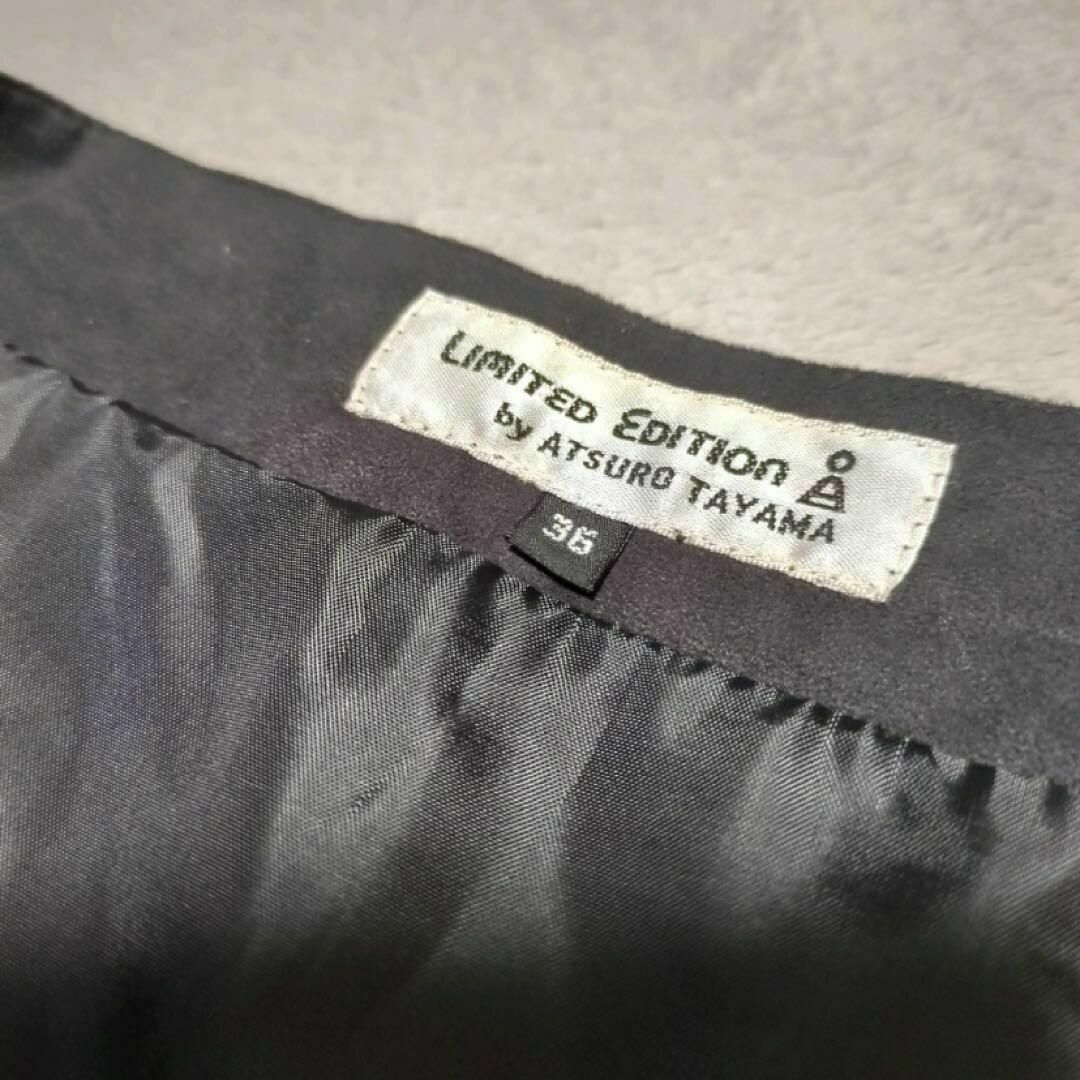 LIMITED EDITION
by ATSURO TAYAMA
36